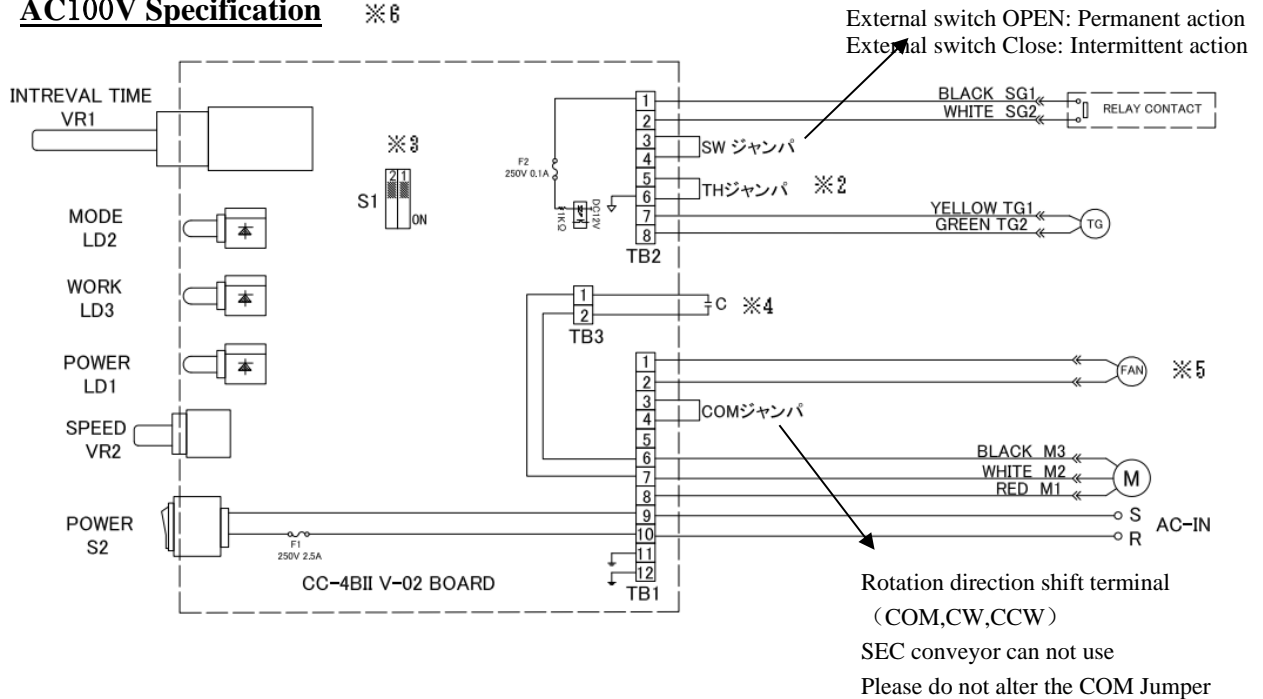 AC100V Specification ※6
External switch OPEN: Permanent action
External switch Close: Intermittent action
INTREVAL TIME
VR1
※3
S1
2 1
ON
MODE
LD2
WORK
LD3
POWER
LD1
SPEED
VR2
POWER
S2
F1
250V 2.5A
CC-4BII V-02 BOARD
F2
250V 0.1A
1KΩ
DC12V
1
2
3
4
5
6
7
8
TB2
BLACK SG1
WHITE SG2
RELAY CONTACT
SW ジャンパ
THジャンパ ※2
YELLOW TG1
GREEN TG2
TG
1
2
TB3
C ※4
1
2
3
4
5
6
7
8
9
10
11
12
TB1
FAN ※5
COMジャンパ
BLACK M3
WHITE M2
RED M1
M
S
R
AC-IN
Rotation direction shift terminal
（COM,CW,CCW）
SEC conveyor can not use
Please do not alter the COM Jumper